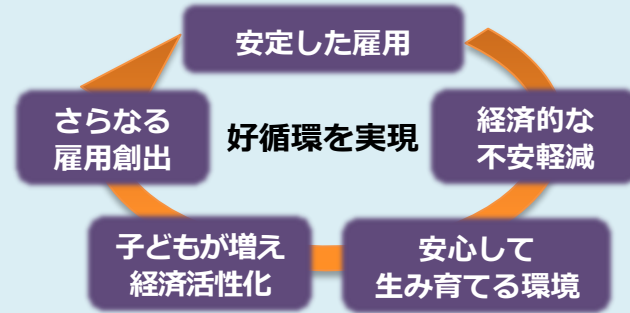 安定した雇用
経済的な
不安軽減
安心して
生み育てる環境
子どもが増え
経済活性化
さらなる
雇用創出
好循環を実現